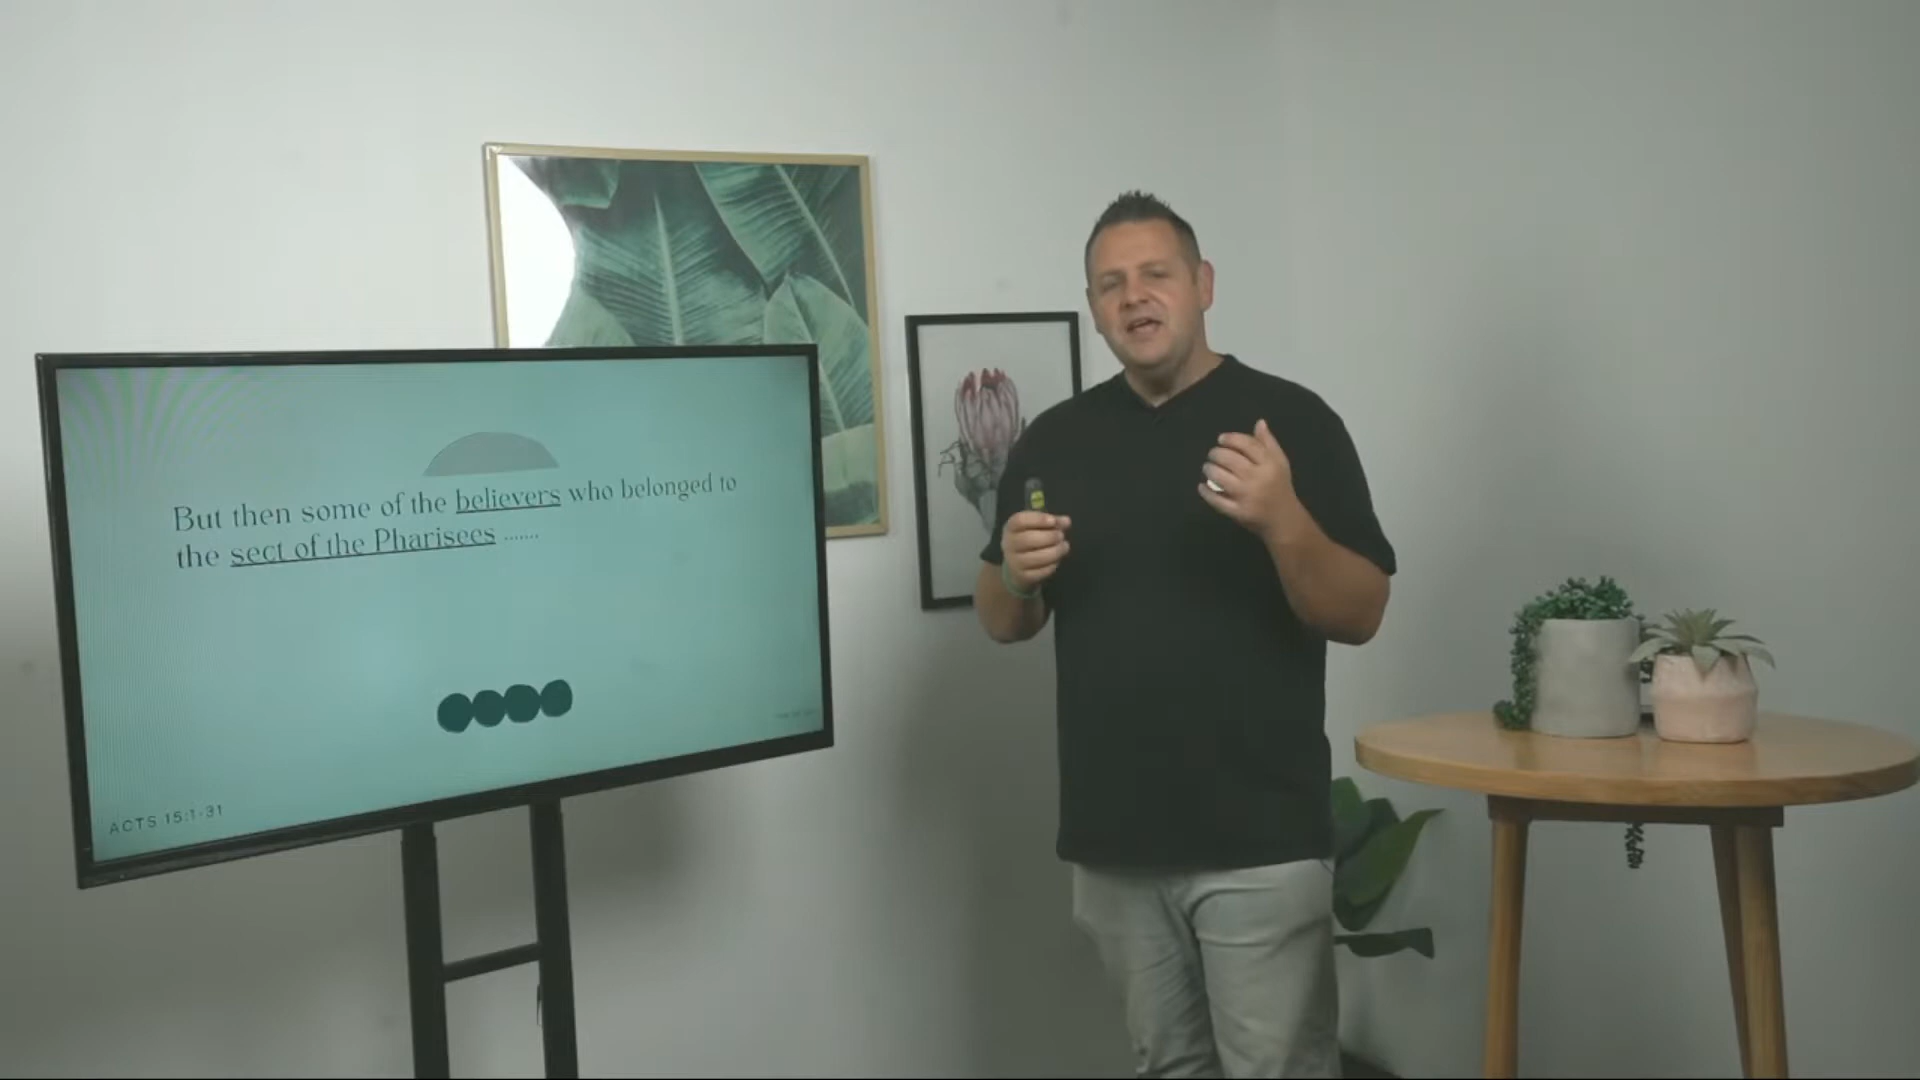 But then some of the believers who belonged to
the sect of the Pharisees .......
ACTS 15:1-31